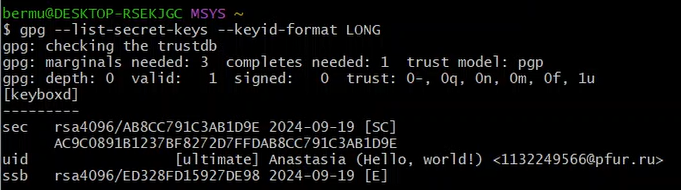 bermu@DESKTOP-RSEKJGC MSYS ~
$ gpg --list-secret-keys --keyid-format LONG
gpg: checking the trustdb
gpg: marginals needed: 3  completes needed: 1  trust model: pgp
gpg: depth: 0  valid:   1  signed:   0  trust: 0-, 0q, 0n, 0m, 0f, 1u
[keyboxd]
---------
sec   rsa4096/AB8CC791C3AB1D9E 2024-09-19 [SC]
      AC9C0891B1237BF8272D7FFDAB8CC791C3AB1D9E
uid                 [ultimate] Anastasia (Hello, world!) <1132249566@pfur.ru>
ssb   rsa4096/ED328FD15927DE98 2024-09-19 [E]